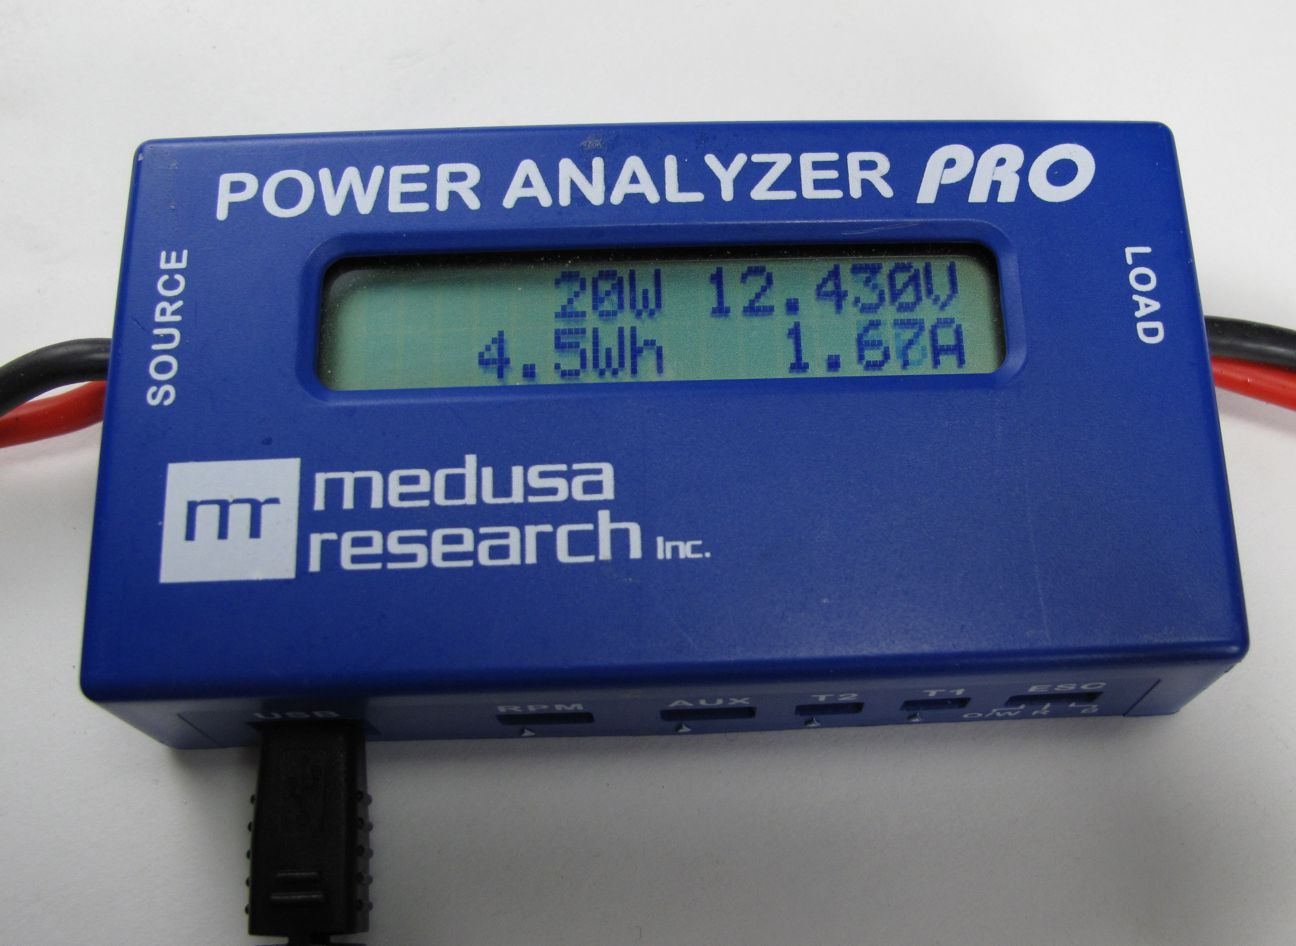 POWER ANALYZER PRO
SOURCE
LOAD
20W 12.430V
4.5Wh 1.67A
mr
medusa
research Inc.
USB
RPM
AUX
T2
T1
ESC
O/W R G